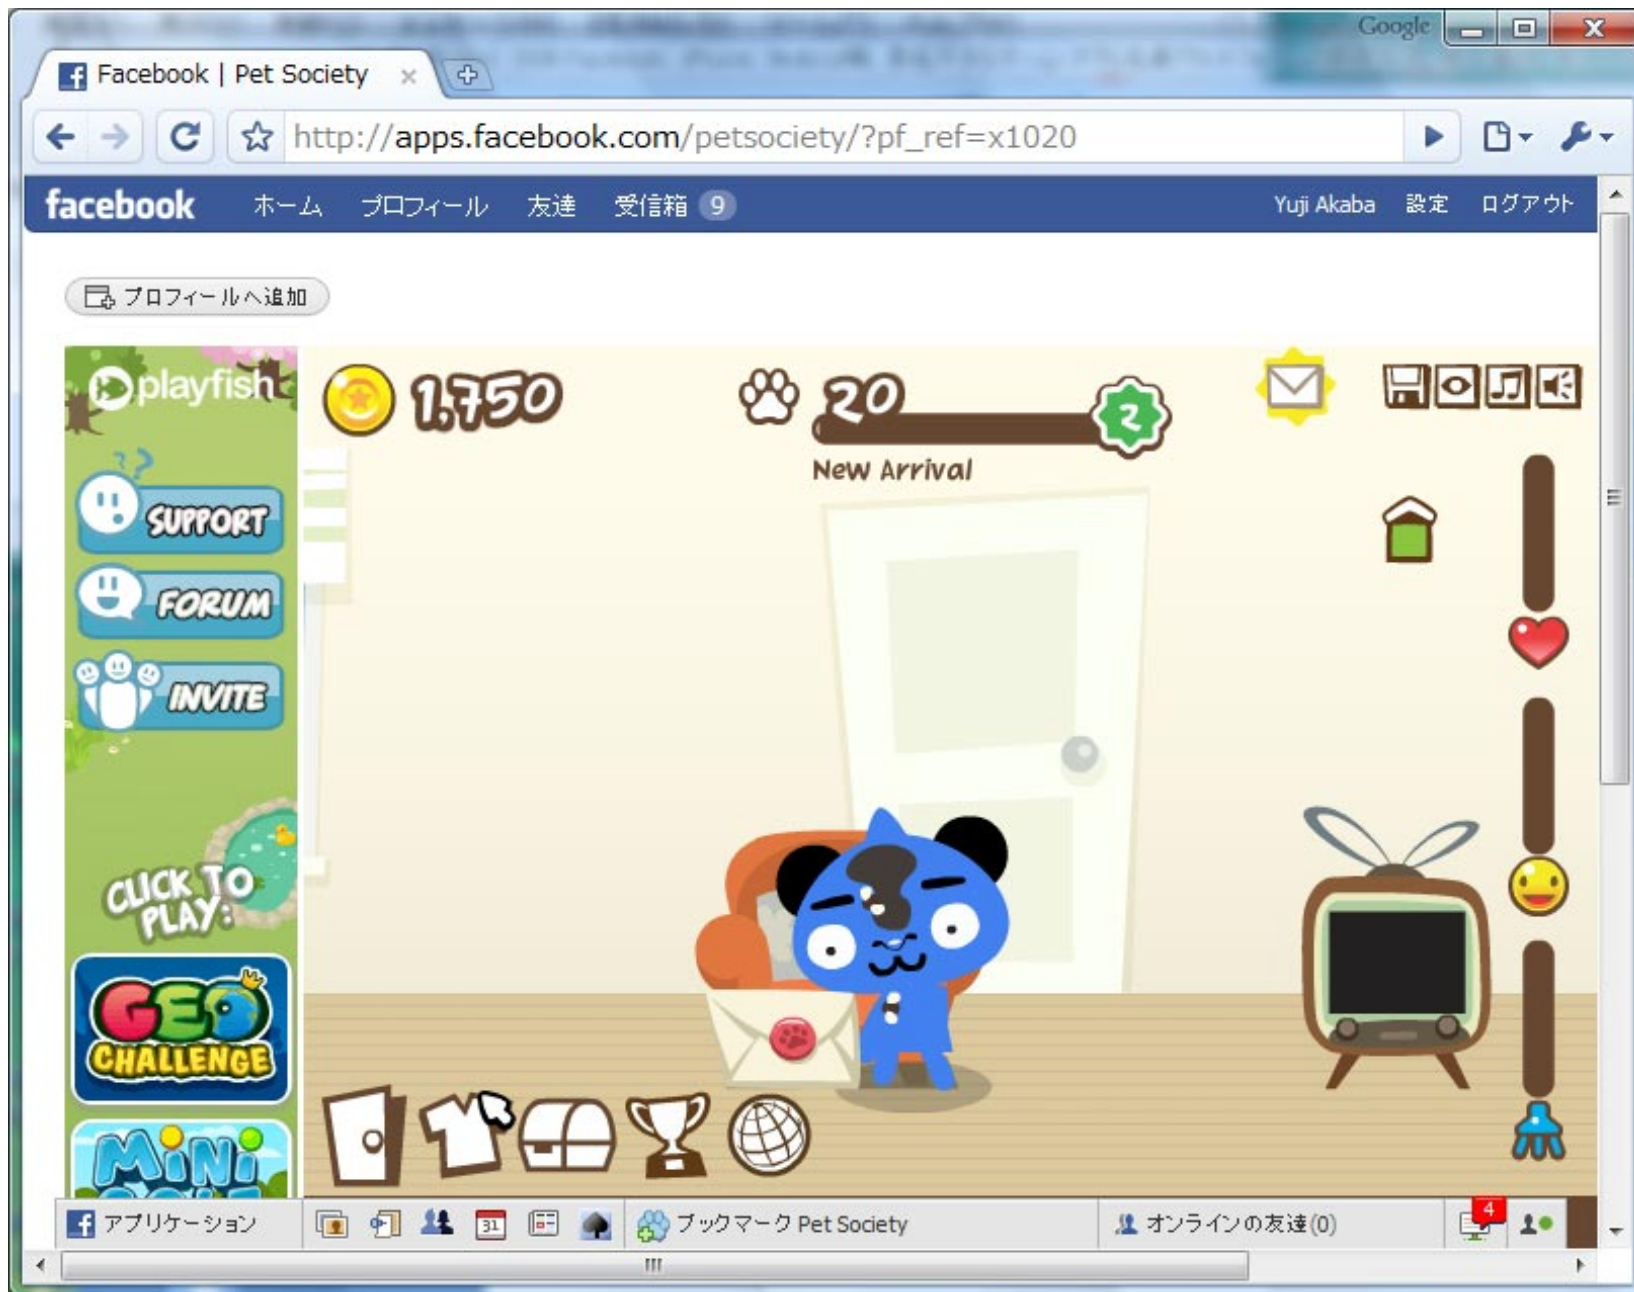 Google
Facebook | Pet Society
http://apps.facebook.com/petsociety/?pf_ref=x1020
facebook ホーム プロフィール 友達 受信箱 9 Yuji Akaba 設定 ログアウト
プロフィールへ追加
playfish
1,750
20
2
New Arrival
??
SUPPORT
FORUM
INVITE
CLICK TO
PLAY:
GEO
CHALLENGE
MINI
アプリケーション 31 ブックマーク Pet Society オンラインの友達(0) 4